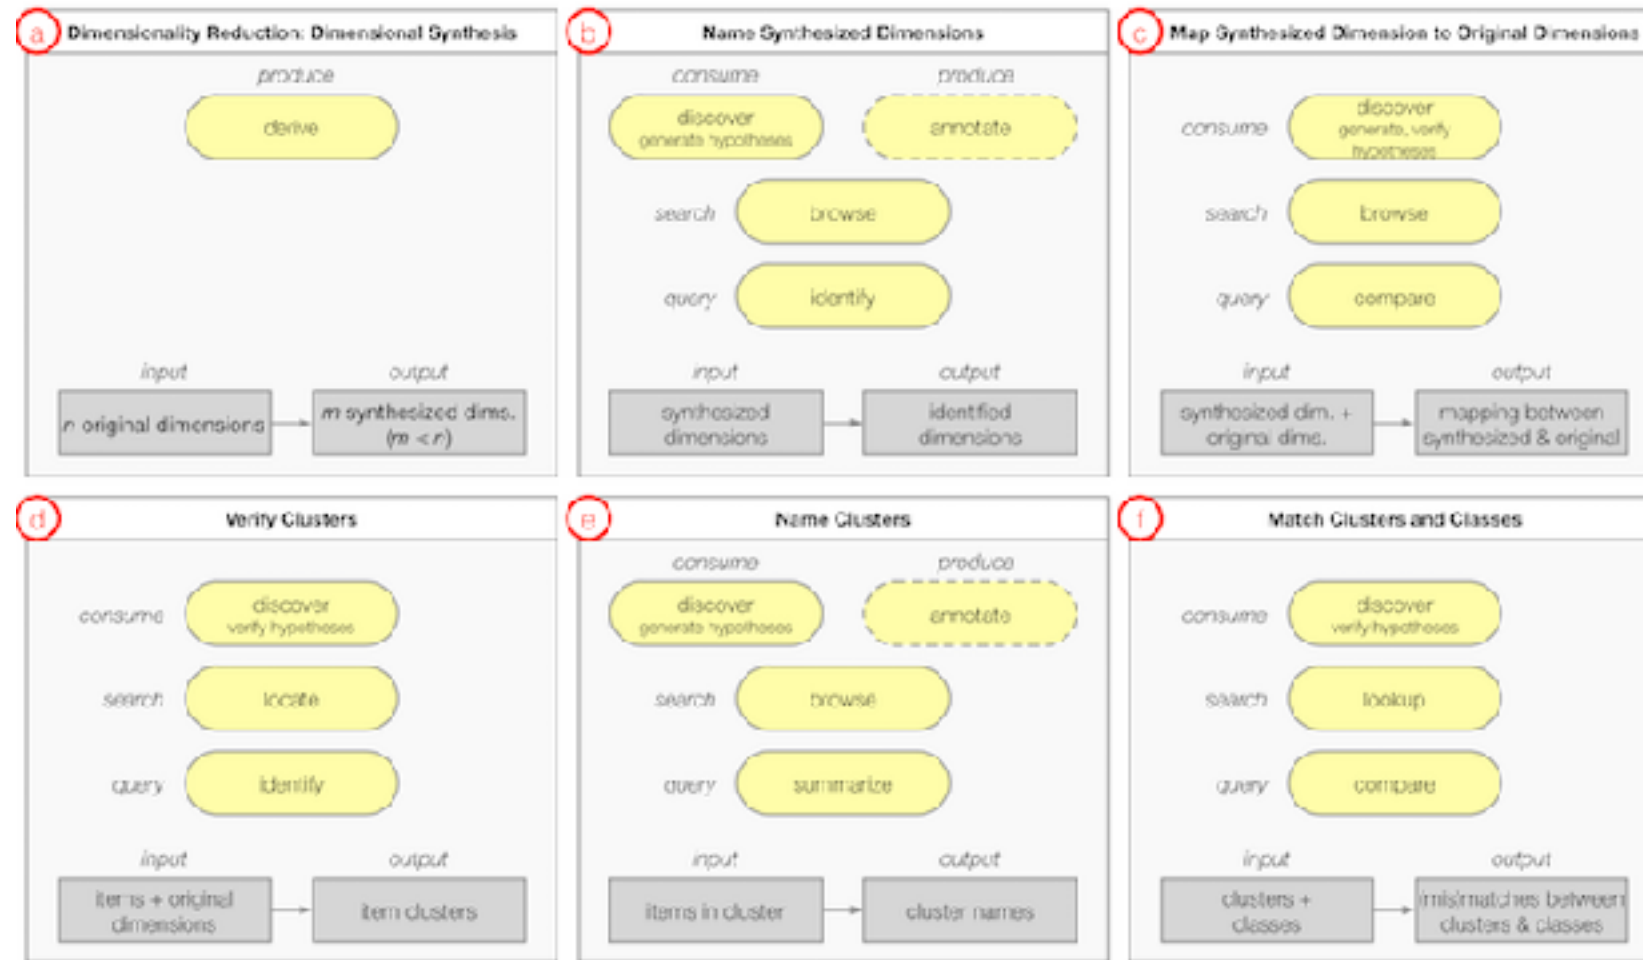 a Dimensionality Reduction: Dimensional Synthesis
produce
derive
input
output
n original dimensions
m synthesized dims.
(m < n)
b Name Synthesized Dimensions
consume
produce
discover
generate hypotheses
annotate
search
browse
query
identify
input
output
synthesized
dimensions
identified
dimensions
c Map Synthesized Dimension to Original Dimensions
consume
discover
generate, verify
hypotheses
search
browse
query
compare
input
output
synthesized dim. +
original dims.
mapping between
synthesized & original
d Verify Clusters
consume
discover
verify hypotheses
search
locate
query
identify
input
output
items + original
dimensions
item clusters
e Name Clusters
consume
produce
discover
generate hypotheses
annotate
search
browse
query
summarize
input
output
items in cluster
cluster names
f Match Clusters and Classes
consume
discover
verify hypotheses
search
lookup
query
compare
input
output
clusters +
classes
(mis)matches between
clusters & classes